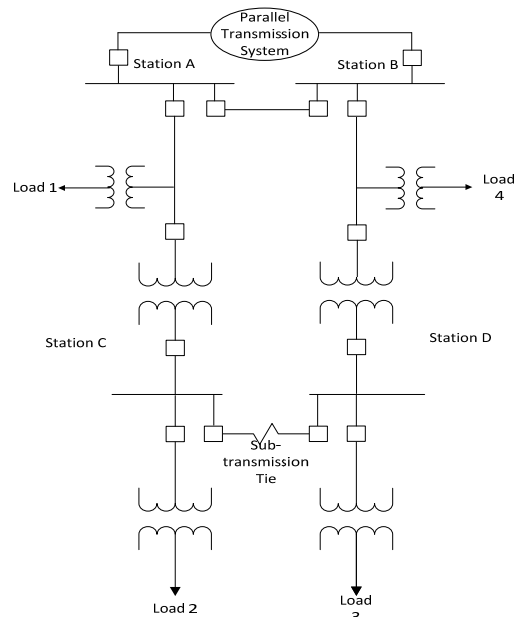 Parallel
Transmission
System
Station A
Station B
Load 1
Load
4
Station C
Station D
Sub-
transmission
Tie
Load 2
Load